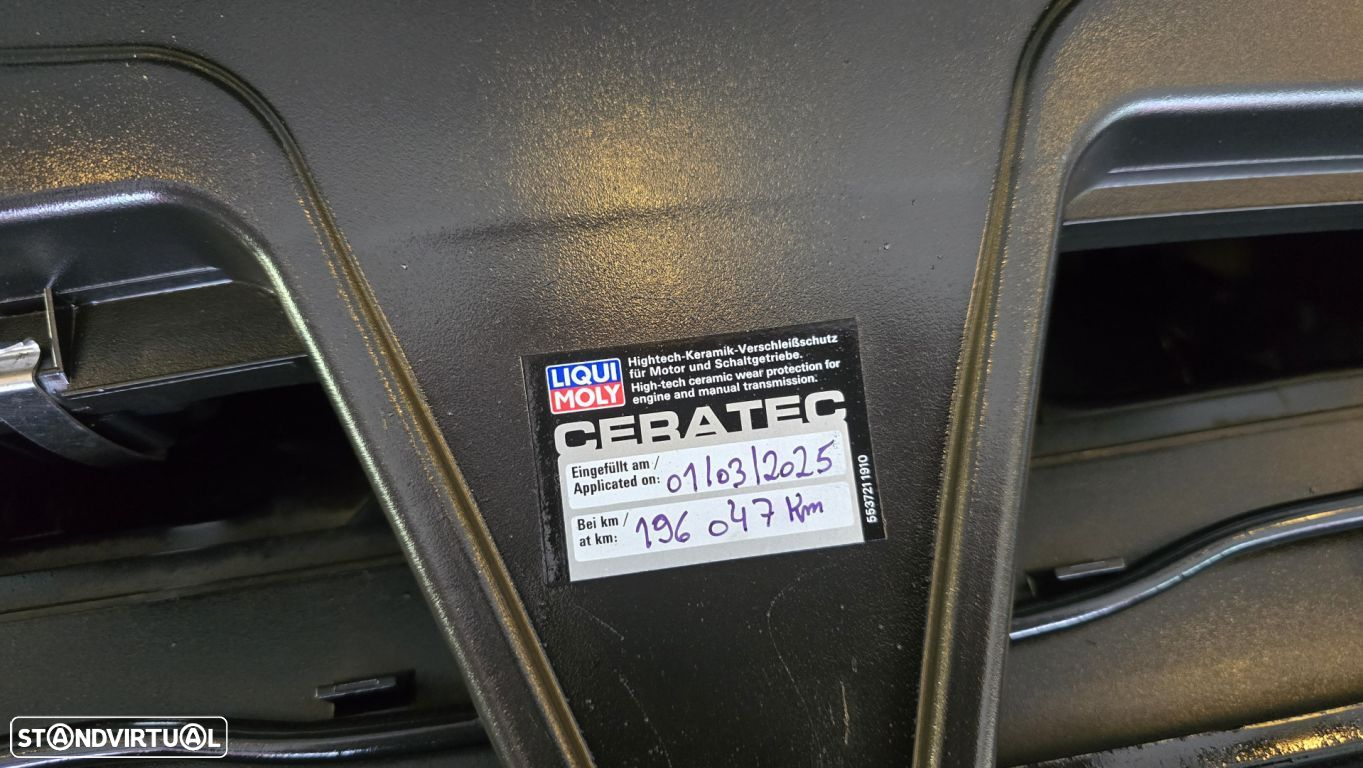 LIQUI
MOLY
Hightech-Keramik-Verschleißschutz
für Motor und Schaltgetriebe.
High-tech ceramic wear protection for
engine and manual transmission.
CERATEC
Eingefüllt am /
Applicated on: 01/03/2025
Bei km /
at km: 196 047 Km
5537211910
STANDVIRTUAL